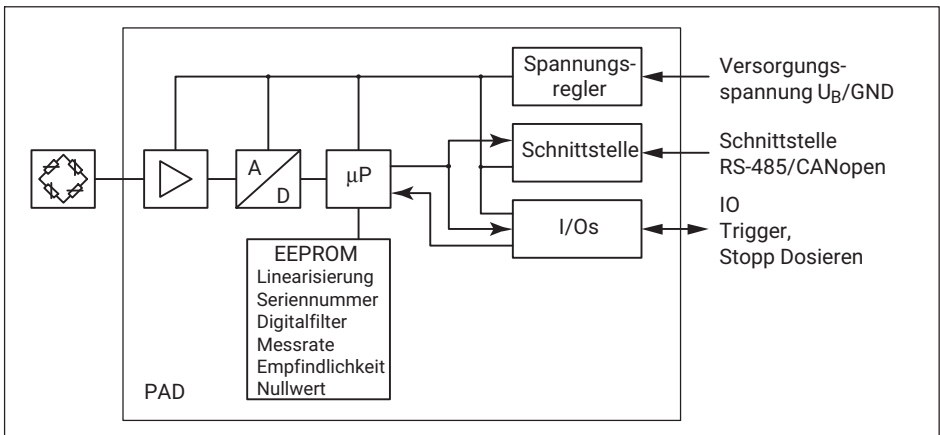 Spannungs-
regler
Versorgungs-
spannung UB/GND
Schnittstelle
Schnittstelle
RS-485/CANopen
A
D
µP
I/Os
IO
Trigger,
Stopp Dosieren
EEPROM
Linearisierung
Seriennummer
Digitalfilter
Messrate
Empfindlichkeit
Nullwert
PAD